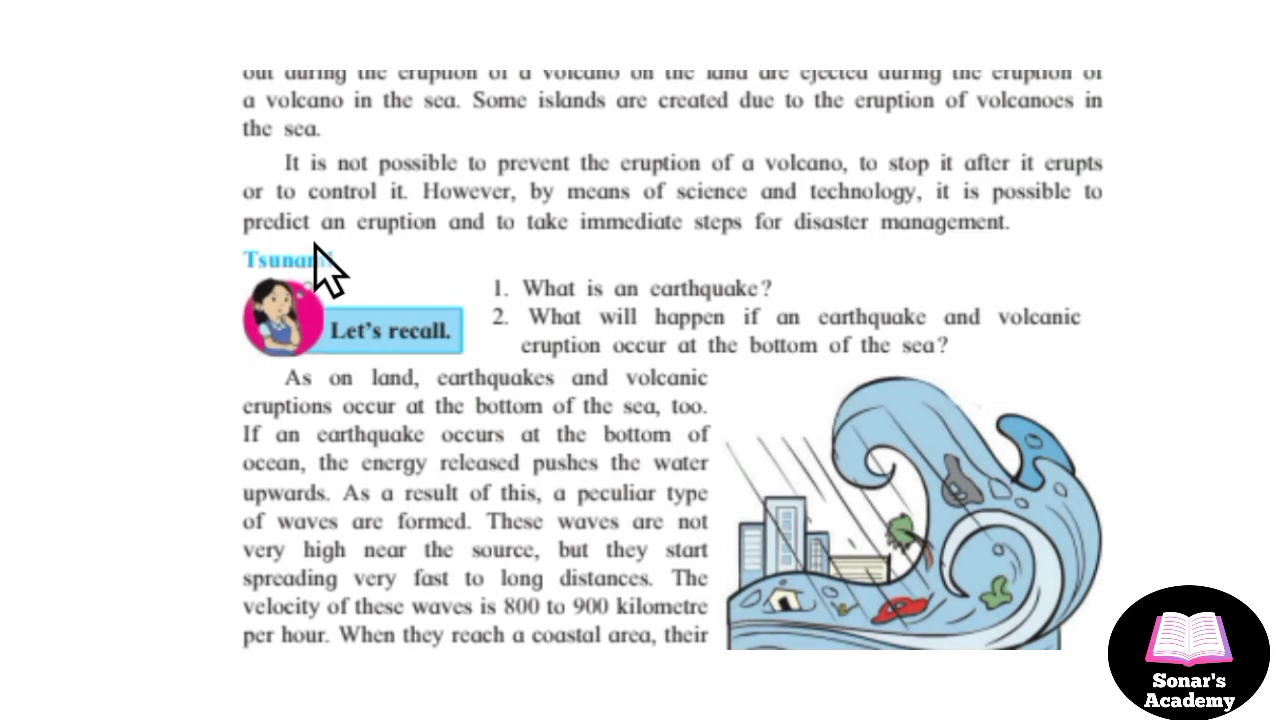 out during the eruption of a volcano on the land are ejected during the eruption of
a volcano in the sea. Some islands are created due to the eruption of volcanoes in
the sea.
It is not possible to prevent the eruption of a volcano, to stop it after it erupts
or to control it. However, by means of science and technology, it is possible to
predict an eruption and to take immediate steps for disaster management.
Tsunami
Let's recall.
1. What is an earthquake?
2. What will happen if an earthquake and volcanic
eruption occur at the bottom of the sea?
As on land, earthquakes and volcanic
eruptions occur at the bottom of the sea, too.
If an earthquake occurs at the bottom of
ocean, the energy released pushes the water
upwards. As a result of this, a peculiar type
of waves are formed. These waves are not
very high near the source, but they start
spreading very fast to long distances. The
velocity of these waves is 800 to 900 kilometre
per hour. When they reach a coastal area, their
Sonar's
Academy